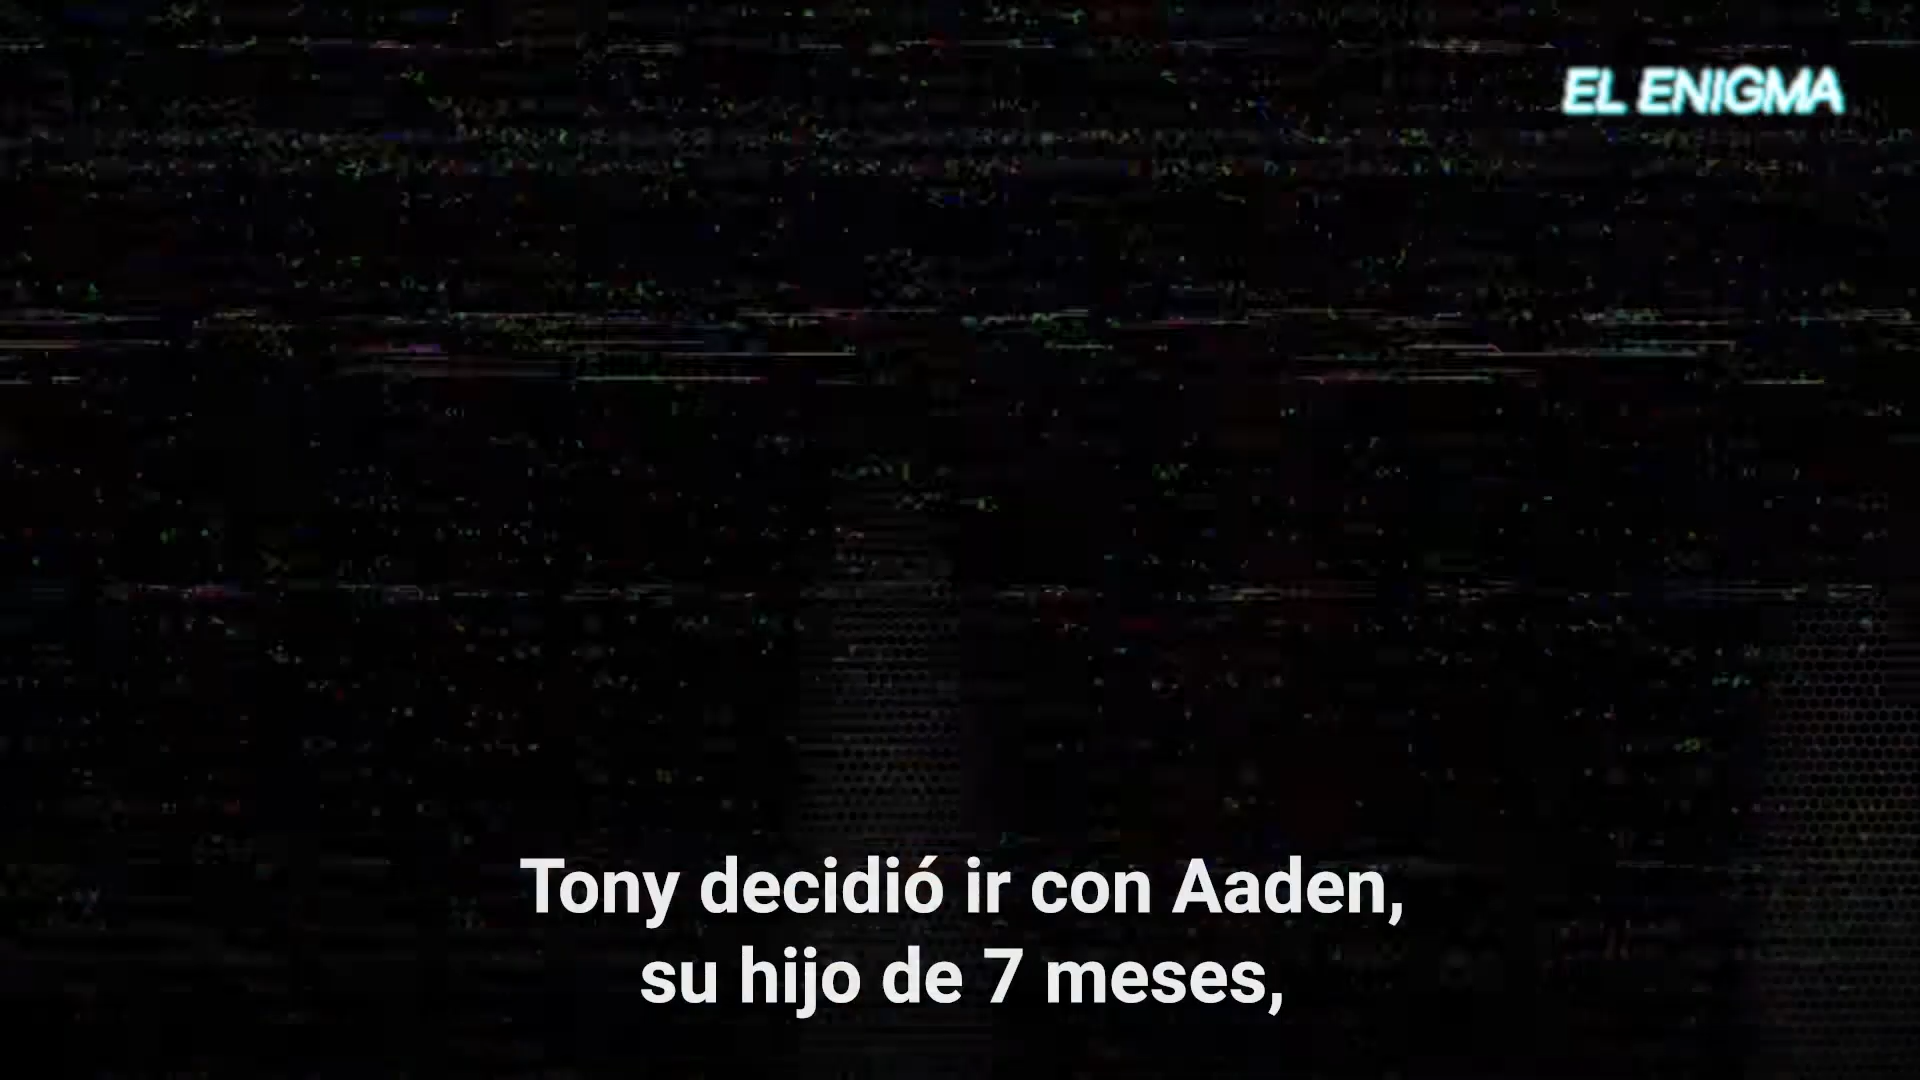 EL ENIGMA
Tony decidió ir con Aaden,
su hijo de 7 meses,